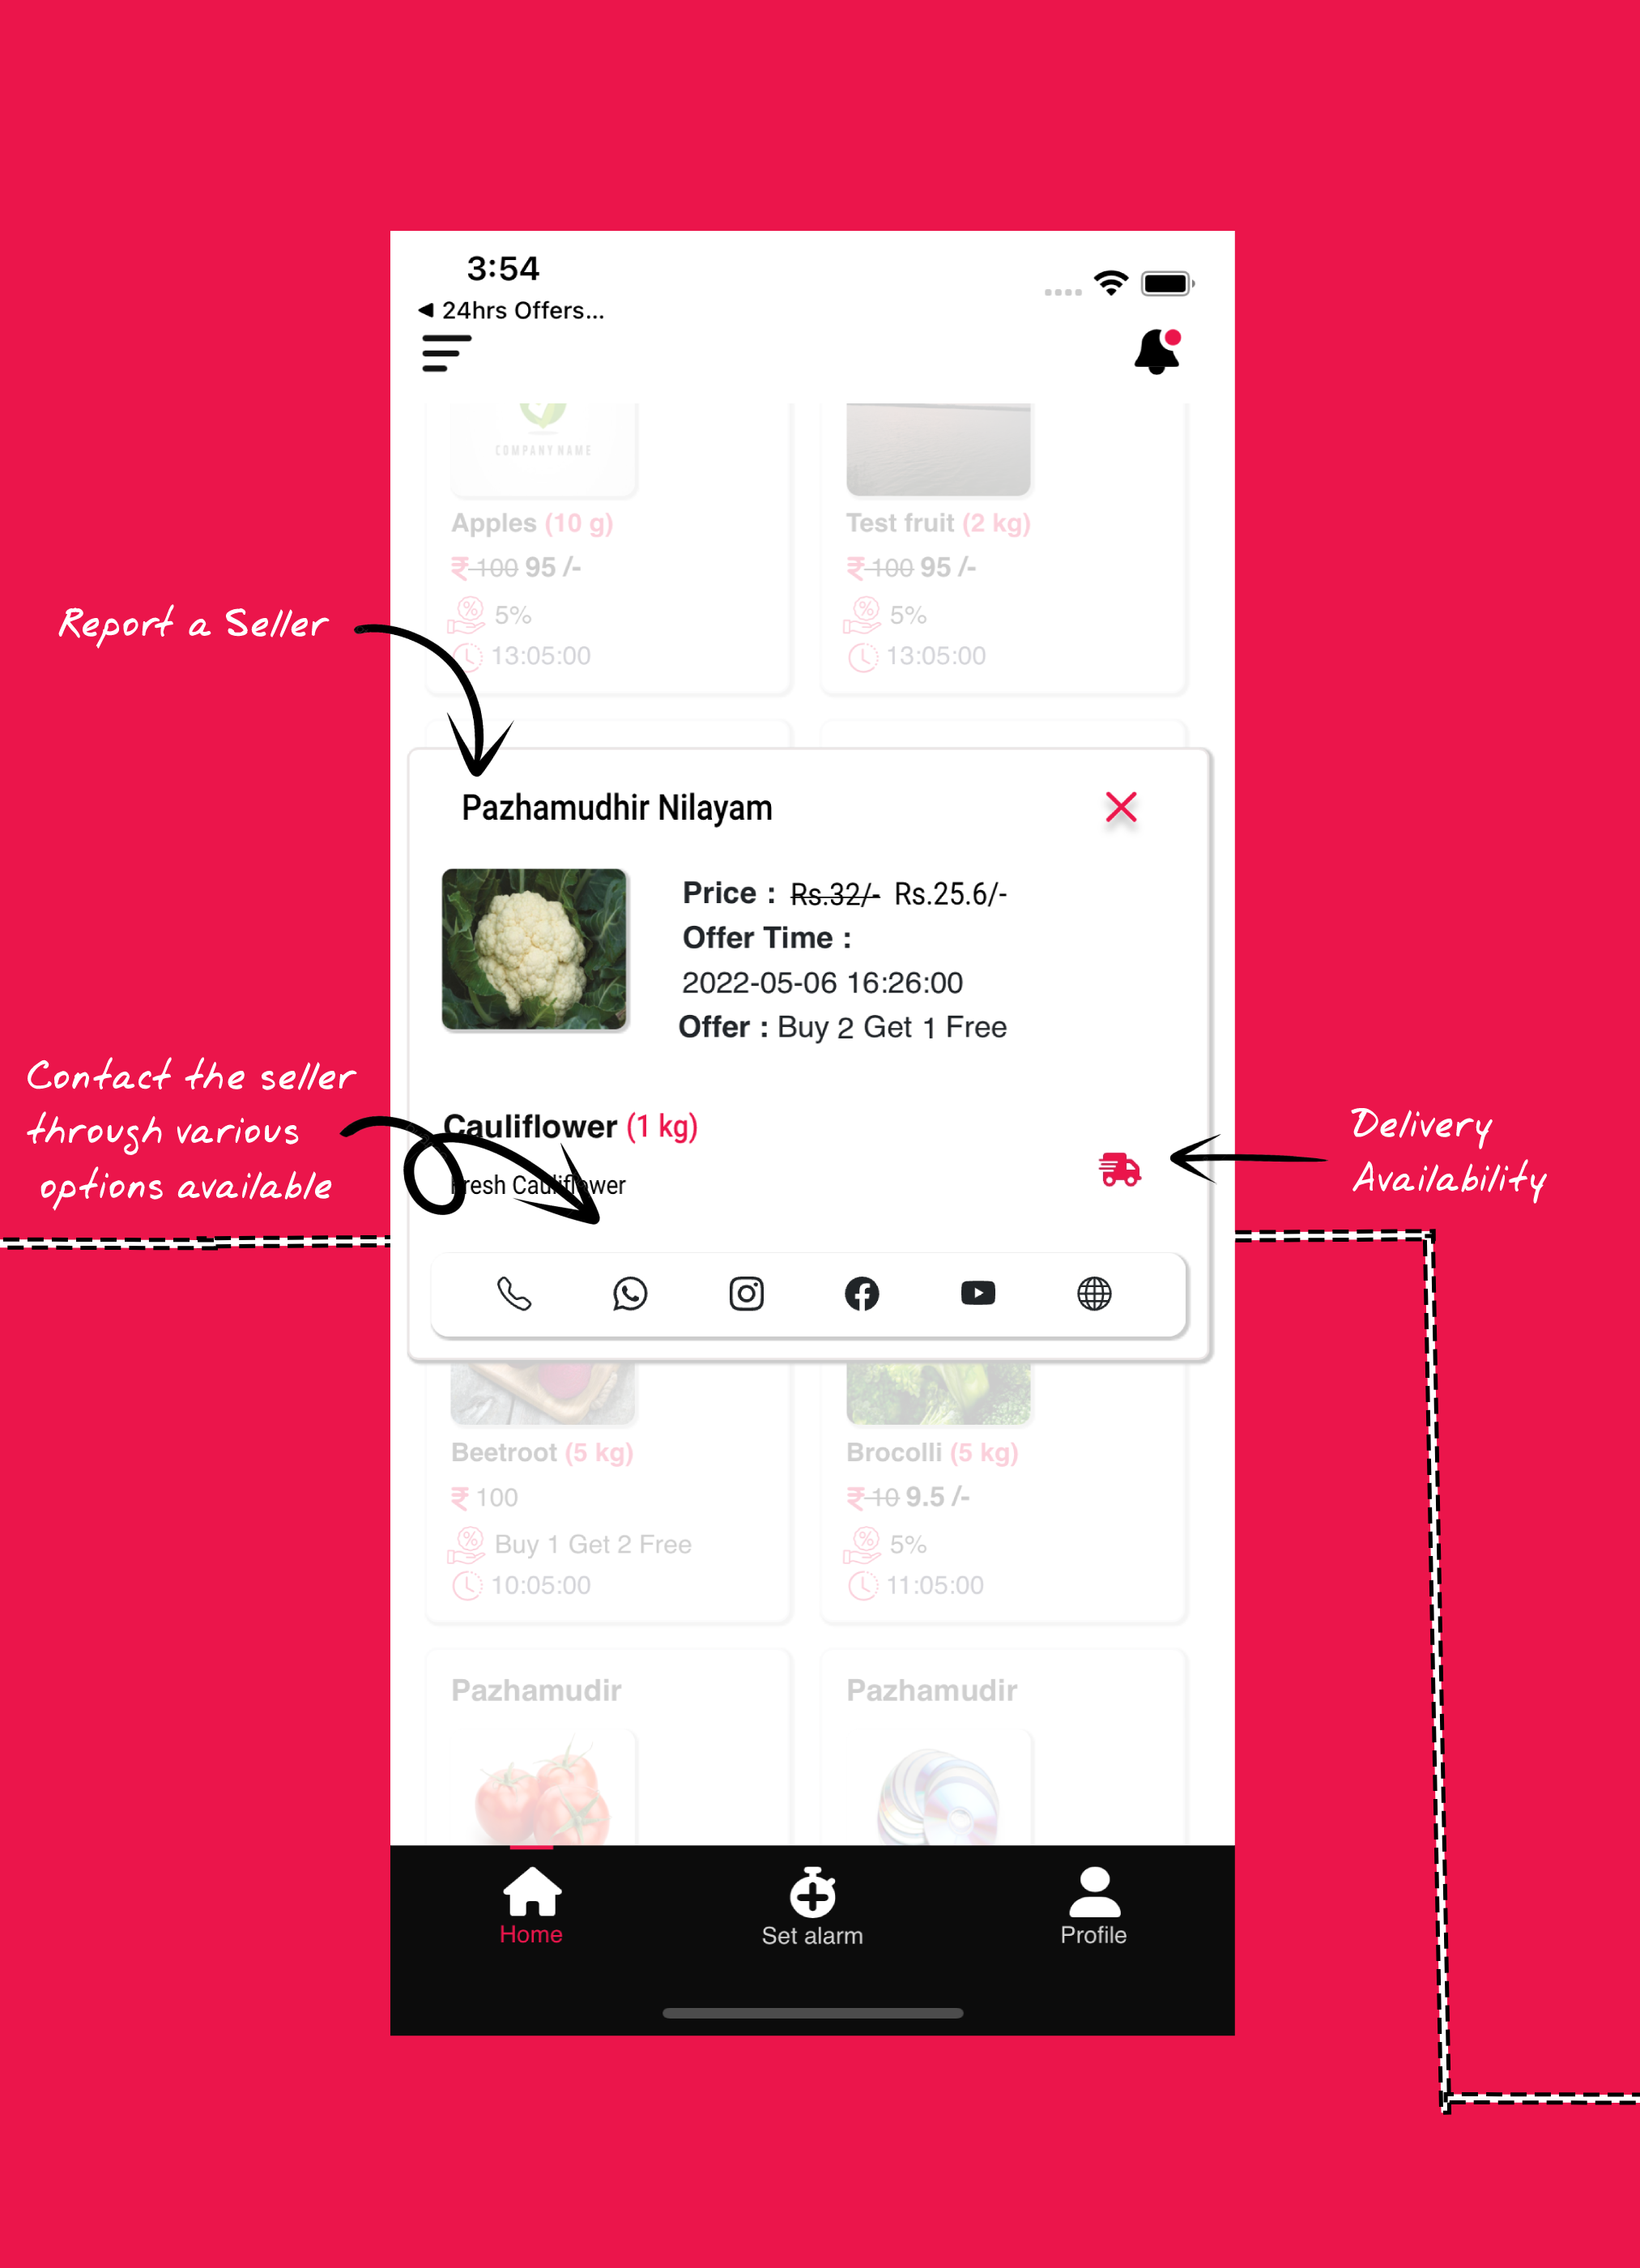 3:54
◀ 24hrs Offers...
COMPANY NAME
Apples (10 g)
Test fruit (2 kg)
₹ 100 95 /-
₹ 100 95 /-
%
5%
%
5%
13:05:00
13:05:00
Report a Seller
Pazhamudhir Nilayam
Price : Rs.32/- Rs.25.6/-
Offer Time :
2022-05-06 16:26:00
Offer : Buy 2 Get 1 Free
Contact the seller
through various
options available
Cauliflower (1 kg)
Fresh Cauliflower
Delivery
Availability
Beetroot (5 kg)
Brocolli (5 kg)
₹ 100
₹ 10 9.5 /-
%
Buy 1 Get 2 Free
%
5%
10:05:00
11:05:00
Pazhamudir
Pazhamudir
Home
Set alarm
Profile